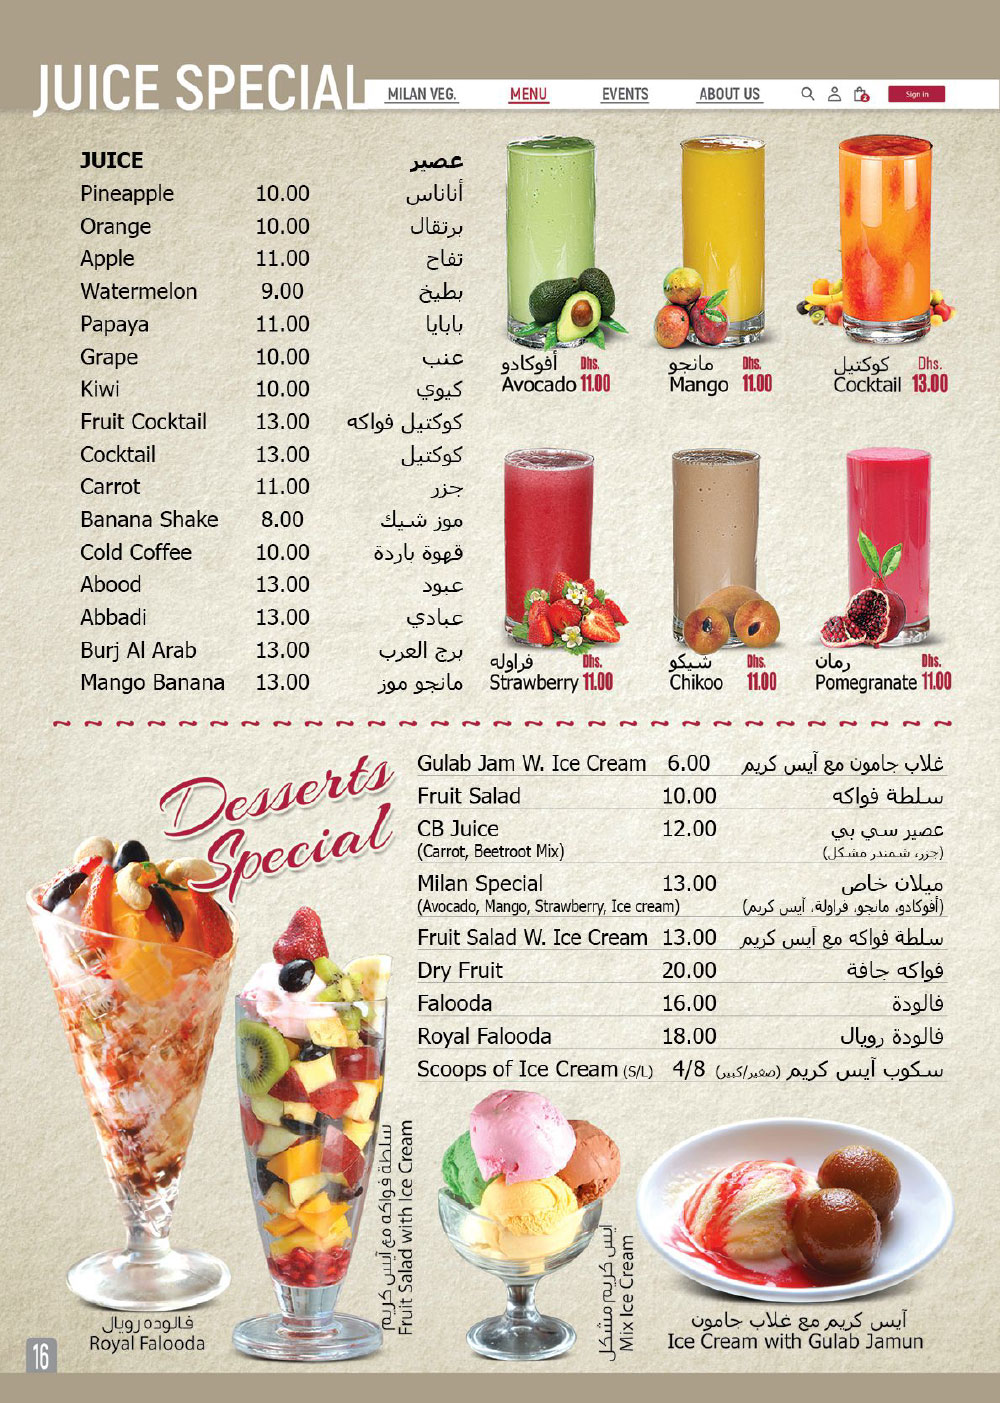 JUICE SPECIAL
MILAN VEG. MENU EVENTS ABOUT US 2 Sign in
JUICE عصير
Pineapple 10.00 أناناس
Orange 10.00 برتقال
Apple 11.00 تفاح
Watermelon 9.00 بطيخ
Papaya 11.00 بابايا
Grape 10.00 عنب
Kiwi 10.00 كيوي
Fruit Cocktail 13.00 كوكتيل فواكه
Cocktail 13.00 كوكتيل
Carrot 11.00 جزر
Banana Shake 8.00 موز شيك
Cold Coffee 10.00 قهوة باردة
Abood 13.00 عبود
Abbadi 13.00 عبادي
Burj Al Arab 13.00 برج العرب
Mango Banana 13.00 مانجو موز
أفوكادو Dhs.
Avocado 11.00
مانجو Dhs.
Mango 11.00
كوكتيل Dhs.
Cocktail 13.00
فراوله Dhs.
Strawberry 11.00
شيكو Dhs.
Chikoo 11.00
رمان Dhs.
Pomegranate 11.00
Desserts
Special
Gulab Jam W. Ice Cream 6.00 غلاب جامون مع آيس كريم
Fruit Salad 10.00 سلطة فواكه
CB Juice 12.00 عصير سي بي
(Carrot, Beetroot Mix) (جزر، شمندر مشكل)
Milan Special 13.00 ميلان خاص
(Avocado, Mango, Strawberry, Ice cream) (أفوكادو، مانجو، فراولة، آيس كريم)
Fruit Salad W. Ice Cream 13.00 سلطة فواكه مع آيس كريم
Dry Fruit 20.00 فواكه جافة
Falooda 16.00 فالودة
Royal Falooda 18.00 فالودة رويال
Scoops of Ice Cream (S/L) 4/8 سكوب آيس كريم (صغير/كبير)
فالوده رويال
Royal Falooda
سلطة فواكه مع آيس كريم
Fruit Salad with Ice Cream
آيس كريم مشكل
Mix Ice Cream
آيس كريم مع غلاب جامون
Ice Cream with Gulab Jamun
16